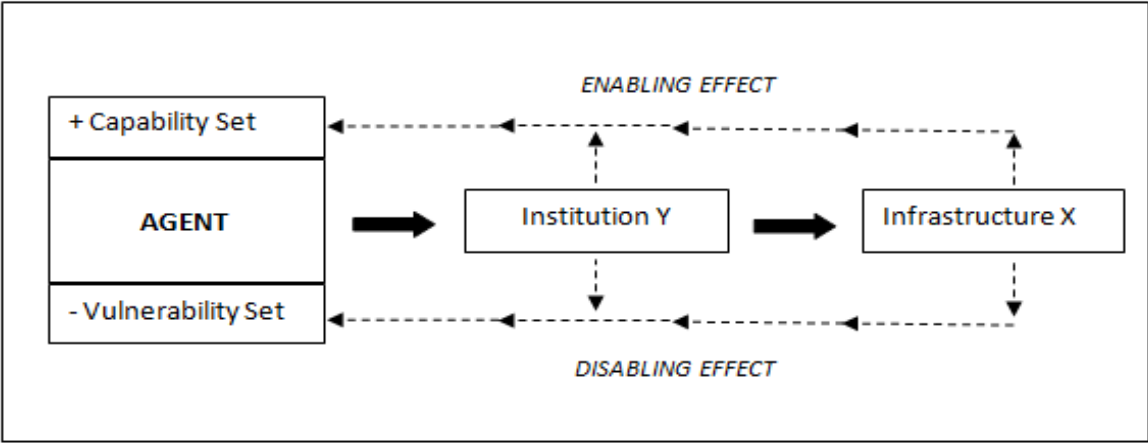 ENABLING EFFECT
+ Capability Set
AGENT
Institution Y
Infrastructure X
- Vulnerability Set
DISABLING EFFECT